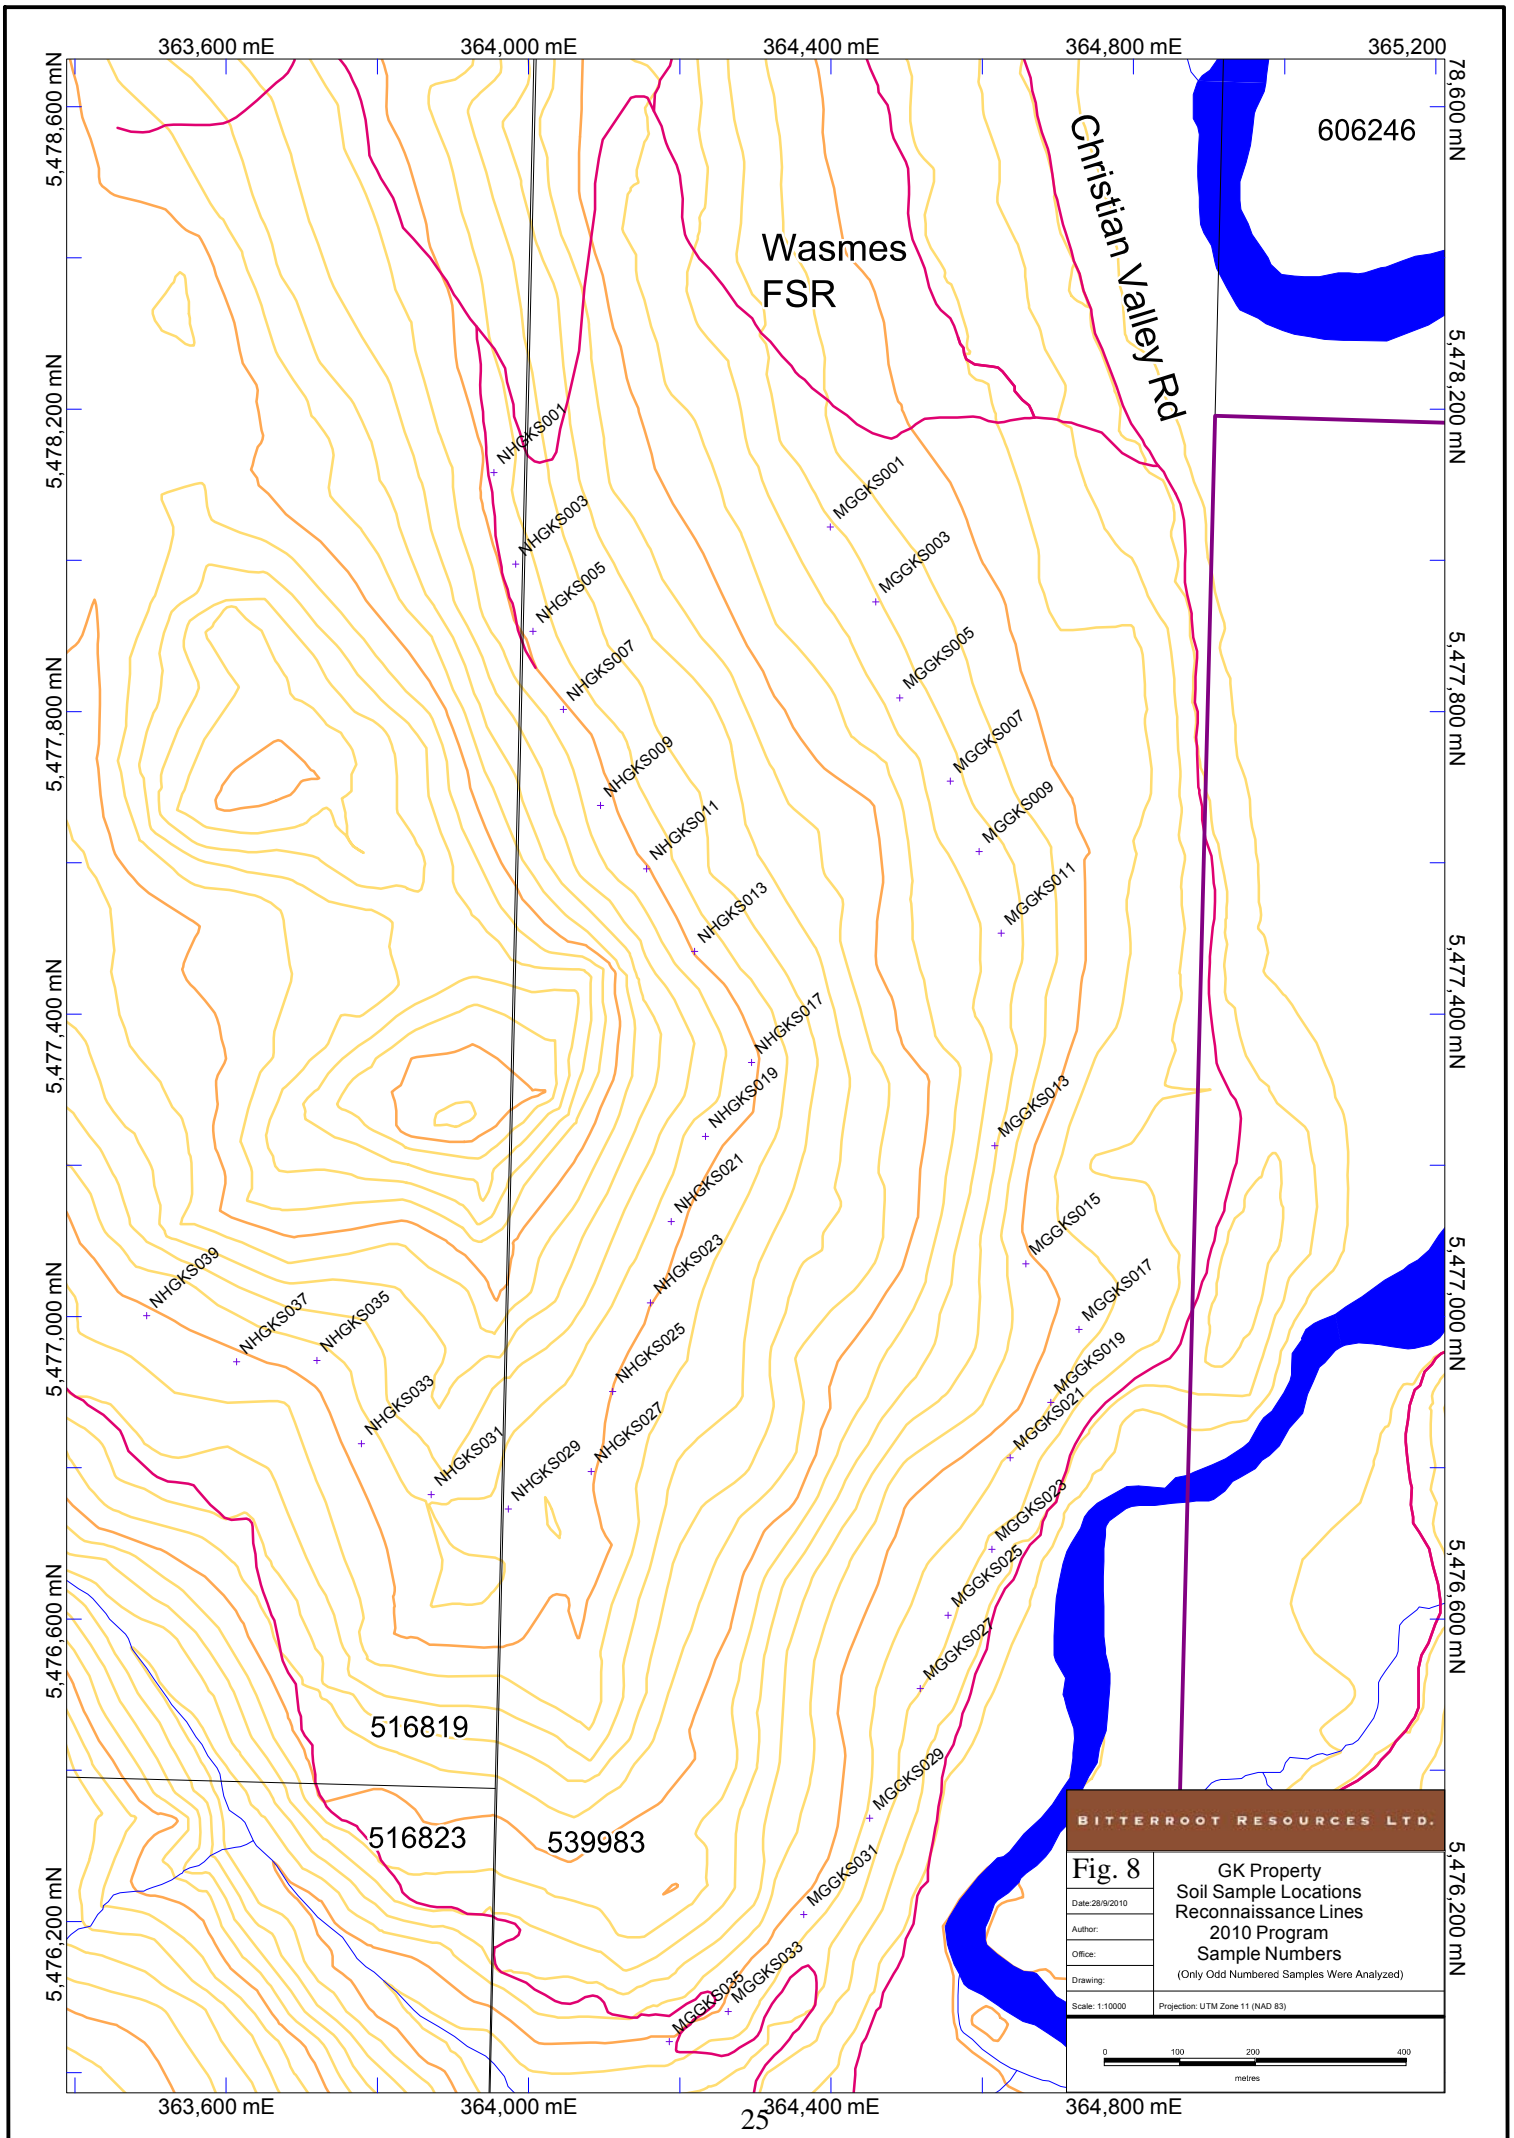 363,600 mE
364,000 mE
364,400 mE
364,800 mE
365,200
5,478,600 mN
78,600 mN
606246
Christian Valley Rd
Wasmes
FSR
5,478,200 mN
5,478,200 mN
NHGKS001
MGGKS001
NHGKS003
MGGKS003
NHGKS005
MGGKS005
NHGKS007
5,477,800 mN
5,477,800 mN
MGGKS007
NHGKS009
MGGKS009
NHGKS011
MGGKS011
NHGKS013
5,477,400 mN
5,477,400 mN
NHGKS017
NHGKS019
MGGKS013
NHGKS021
MGGKS015
NHGKS023
NHGKS039
MGGKS017
5,477,000 mN
5,477,000 mN
NHGKS037
NHGKS035
NHGKS025
MGGKS019
NHGKS033
NHGKS027
MGGKS021
NHGKS031
NHGKS029
MGGKS023
MGGKS025
5,476,600 mN
5,476,600 mN
MGGKS027
516819
MGGKS029
516823
539983
MGGKS031
5,476,200 mN
5,476,200 mN
MGGKS033
MGGKS035
BITTERROOT RESOURCES LTD.
Fig. 8
GK Property
Soil Sample Locations
Reconnaissance Lines
2010 Program
Sample Numbers
(Only Odd Numbered Samples Were Analyzed)
Date:28/9/2010
Author:
Office:
Drawing:
Scale: 1:10000
Projection: UTM Zone 11 (NAD 83)
0 100 200 400
metres
363,600 mE
364,000 mE
364,400 mE
364,800 mE
25